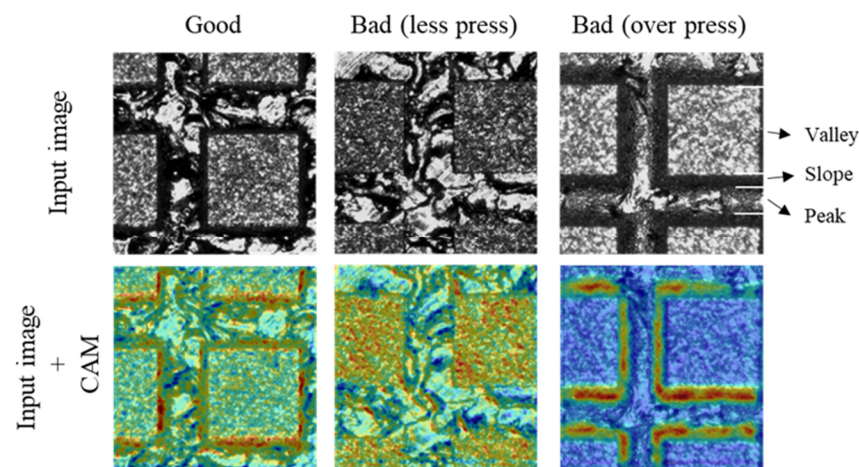 Good
Bad (less press)
Bad (over press)
Input image
Valley
Slope
Peak
Input image
+
CAM